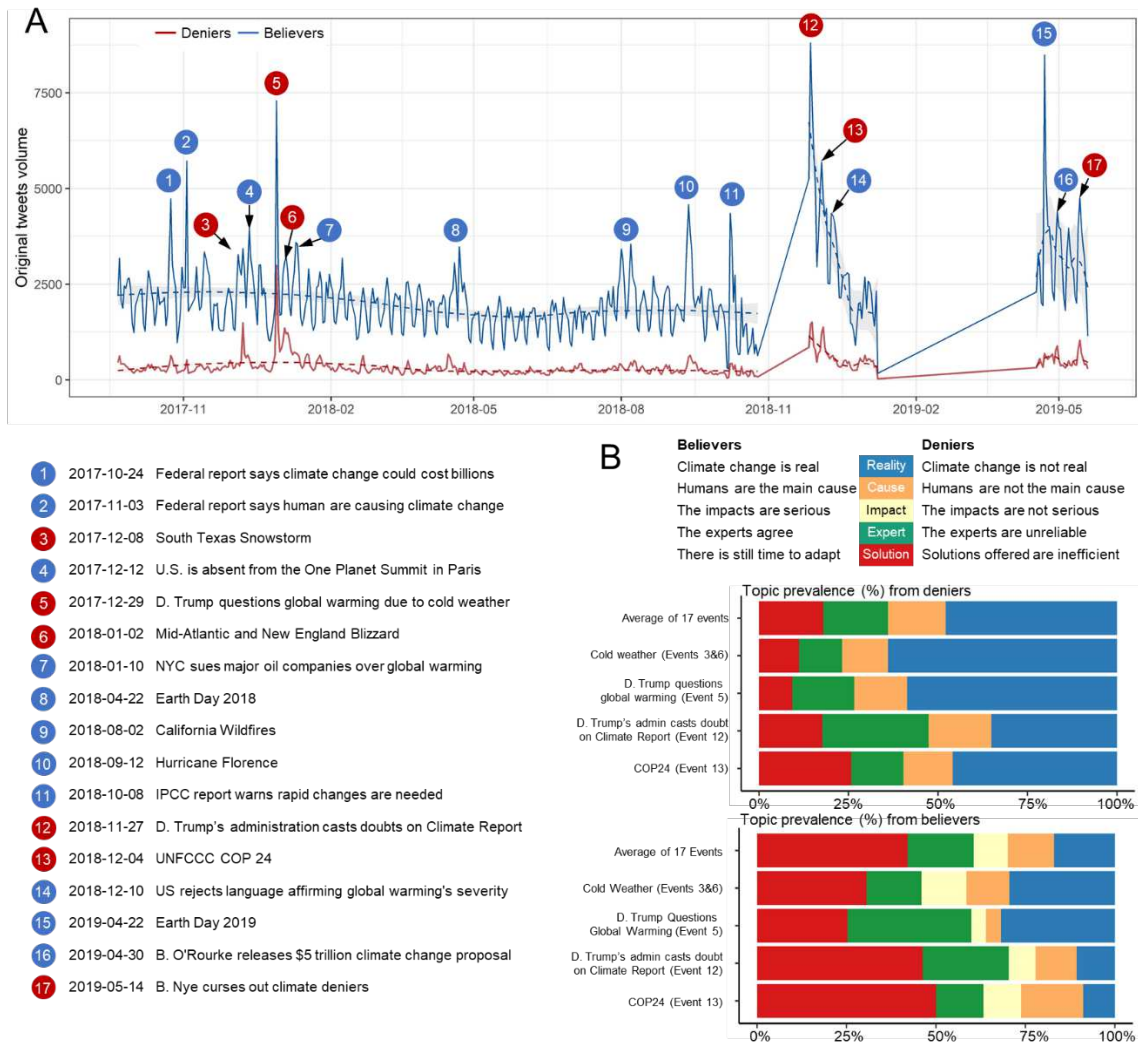 A
Deniers Believers
Original tweets volume
7500
5000
2500
0
1
2
3
4
5
6
7
8
9
10
11
12
13
14
15
16
17
2017-11 2018-02 2018-05 2018-08 2018-11 2019-02 2019-05
1 2017-10-24 Federal report says climate change could cost billions
2 2017-11-03 Federal report says human are causing climate change
3 2017-12-08 South Texas Snowstorm
4 2017-12-12 U.S. is absent from the One Planet Summit in Paris
5 2017-12-29 D. Trump questions global warming due to cold weather
6 2018-01-02 Mid-Atlantic and New England Blizzard
7 2018-01-10 NYC sues major oil companies over global warming
8 2018-04-22 Earth Day 2018
9 2018-08-02 California Wildfires
10 2018-09-12 Hurricane Florence
11 2018-10-08 IPCC report warns rapid changes are needed
12 2018-11-27 D. Trump's administration casts doubts on Climate Report
13 2018-12-04 UNFCCC COP 24
14 2018-12-10 US rejects language affirming global warming's severity
15 2019-04-22 Earth Day 2019
16 2019-04-30 B. O'Rourke releases $5 trillion climate change proposal
17 2019-05-14 B. Nye curses out climate deniers
B
Believers Deniers
Climate change is real Reality Climate change is not real
Humans are the main cause Cause Humans are not the main cause
The impacts are serious Impact The impacts are not serious
The experts agree Expert The experts are unreliable
There is still time to adapt Solution Solutions offered are inefficient
Topic prevalence (%) from deniers
Average of 17 events
Cold weather (Events 3&6)
D. Trump questions
global warming (Event 5)
D. Trump's admin casts doubt
on Climate Report (Event 12)
COP24 (Event 13)
0% 25% 50% 75% 100%
Topic prevalence (%) from believers
Average of 17 Events
Cold Weather (Events 3&6)
D. Trump Questions
Global Warming (Event 5)
D. Trump's admin casts doubt
on Climate Report (Event 12)
COP24 (Event 13)
0% 25% 50% 75% 100%